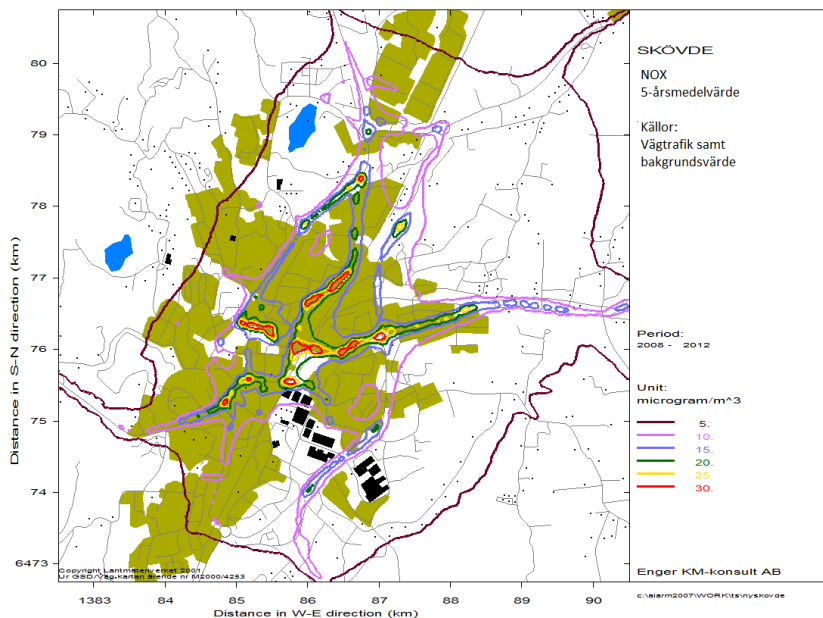 SKÖVDE
NOX
5-årsmedelvärde
Källor:
Vägtrafik samt
bakgrundsvärde
Period:
2008 - 2012
Unit:
microgram/m^3
5.
10.
15.
20.
25.
30.
Enger KM-konsult AB
c:\alarm2007\WORK\ts\nyskovde
Distance in S-N direction (km)
80
79
78
77
76
75
74
6473
Copyright Lantmäteriverket 2001
Ur GSD/Väg.kartan ärende nr M2000/4253
1383 84 85 86 87 88 89 90
Distance in W-E direction (km)